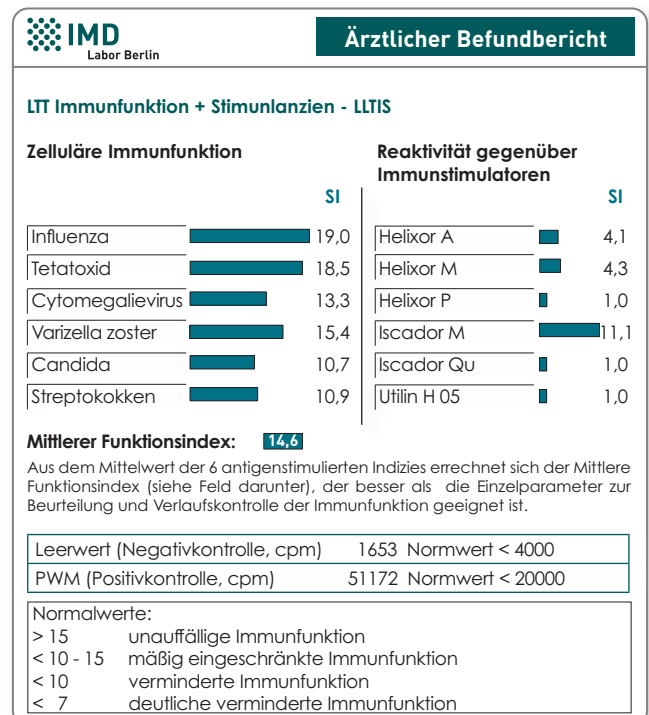 IMD
Labor Berlin
Ärztlicher Befundbericht
LTT Immunfunktion + Stimunlanzien - LLTIS
Zelluläre Immunfunktion
SI
Influenza 19,0
Tetatoxid 18,5
Cytomegalievirus 13,3
Varizella zoster 15,4
Candida 10,7
Streptokokken 10,9
Reaktivität gegenüber
Immunstimulatoren
SI
Helixor A 4,1
Helixor M 4,3
Helixor P 1,0
Iscador M 11,1
Iscador Qu 1,0
Utilin H 05 1,0
Mittlerer Funktionsindex: 14,6
Aus dem Mittelwert der 6 antigenstimulierten Indizies errechnet sich der Mittlere
Funktionsindex (siehe Feld darunter), der besser als die Einzelparameter zur
Beurteilung und Verlaufskontrolle der Immunfunktion geeignet ist.
Leerwert (Negativkontrolle, cpm) 1653 Normwert < 4000
PWM (Positivkontrolle, cpm) 51172 Normwert < 20000
Normalwerte:
> 15 unauffällige Immunfunktion
< 10 - 15 mäßig eingeschränkte Immunfunktion
< 10 verminderte Immunfunktion
< 7 deutliche verminderte Immunfunktion